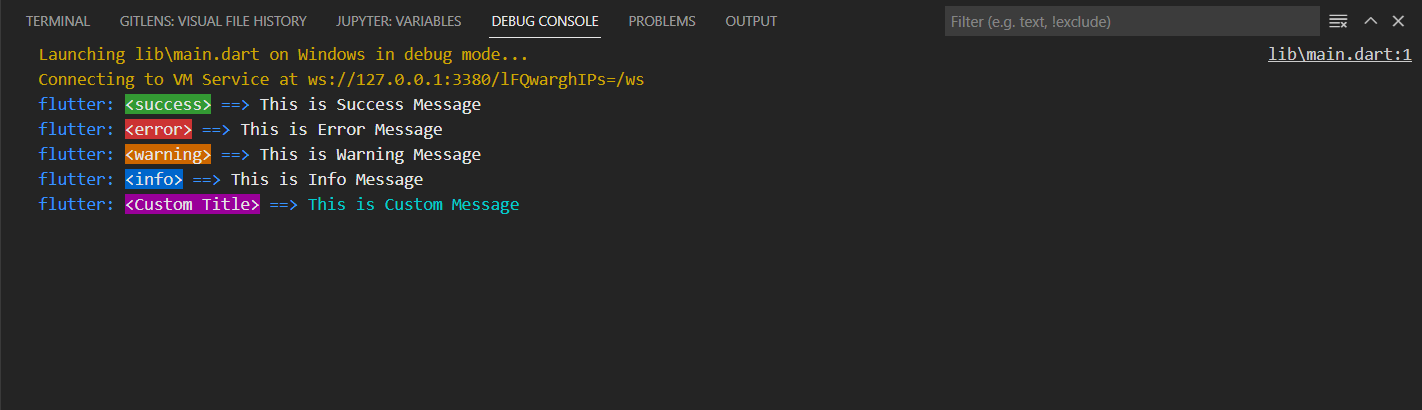 TERMINAL GITLENS: VISUAL FILE HISTORY JUPYTER: VARIABLES DEBUG CONSOLE PROBLEMS OUTPUT Filter (e.g. text, !exclude)
Launching lib\main.dart on Windows in debug mode... lib\main.dart:1
Connecting to VM Service at ws://127.0.0.1:3380/lFQwarghIPs=/ws
flutter: <success> ==> This is Success Message
flutter: <error> ==> This is Error Message
flutter: <warning> ==> This is Warning Message
flutter: <info> ==> This is Info Message
flutter: <Custom Title> ==> This is Custom Message